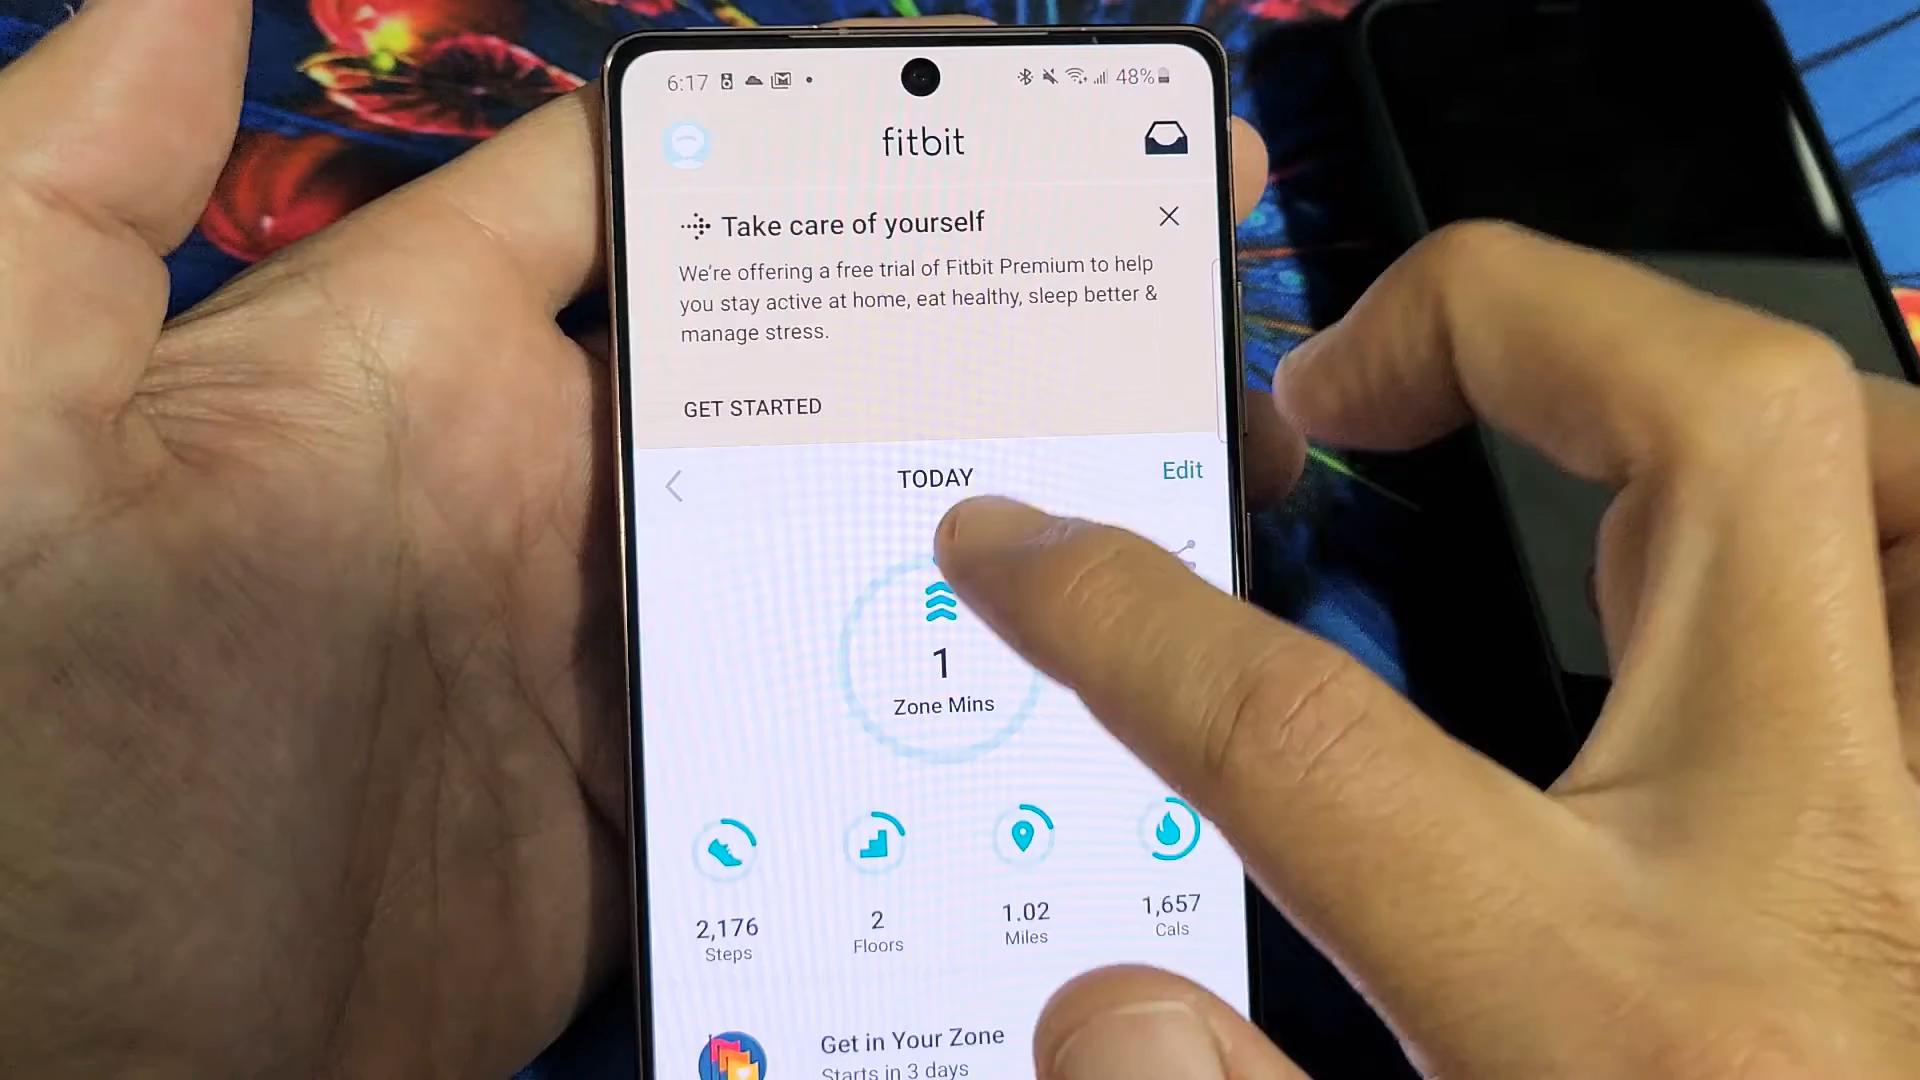 6:17 48%
fitbit
Take care of yourself
We're offering a free trial of Fitbit Premium to help
you stay active at home, eat healthy, sleep better &
manage stress.
GET STARTED
TODAY
Edit
1
Zone Mins
2,176 2 1.02 1,657
Steps Floors Miles Cals
Get in Your Zone
Starts in 3 days